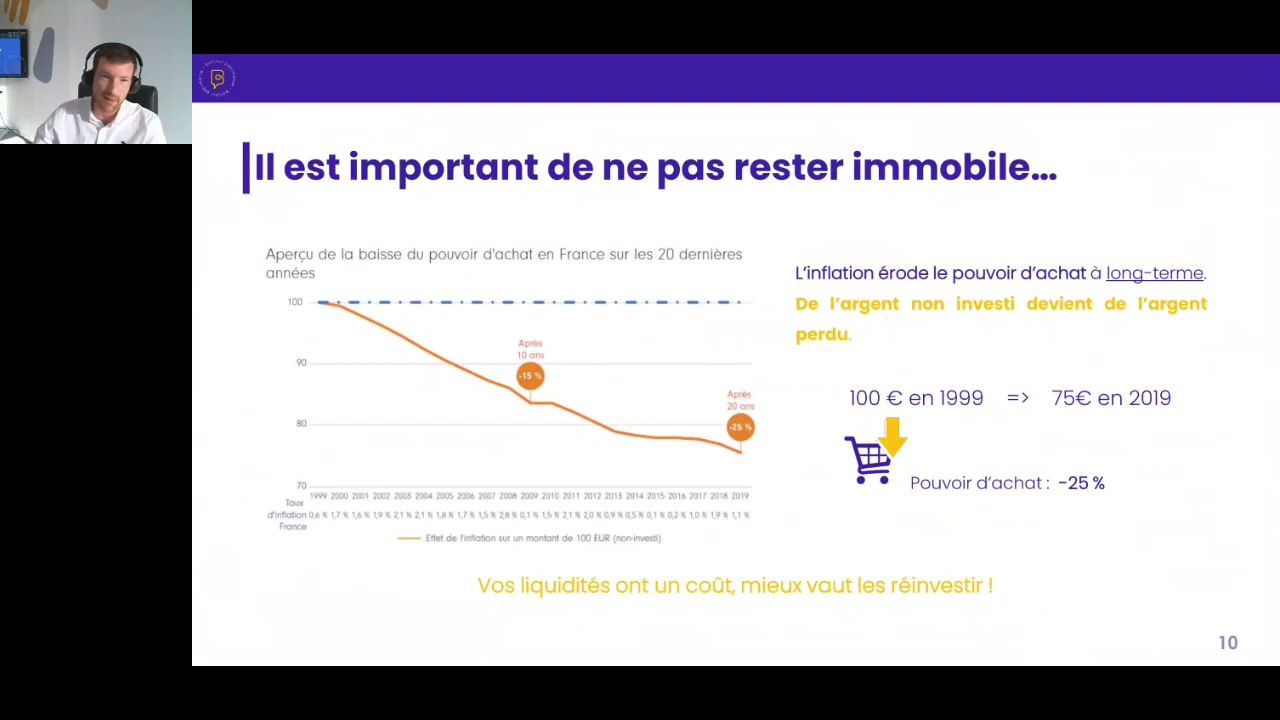 Il est important de ne pas rester immobile...
Aperçu de la baisse du pouvoir d'achat en France sur les 20 dernières
années
L'inflation érode le pouvoir d'achat à long-terme.
De l'argent non investi devient de l'argent
perdu.
100
90
80
70
Après
10 ans
-15 %
Après
20 ans
-25 %
100 € en 1999 => 75€ en 2019
Pouvoir d'achat : -25 %
1999 2000 2001 2002 2003 2004 2005 2006 2007 2008 2009 2010 2011 2012 2013 2014 2015 2016 2017 2018 2019
Taux
d'inflation 0,6 % 1,7 % 1,6 % 1,9 % 2,1 % 2,1 % 1,8 % 1,7 % 1,5 % 2,8 % 0,1 % 1,5 % 2,1 % 2,0 % 0,9 % 0,5 % 0,1 % 0,2 % 1,0 % 1,9 % 1,1 %
France
Effet de l'inflation sur un montant de 100 EUR (non-investi)
Vos liquidités ont un coût, mieux vaut les réinvestir !
10